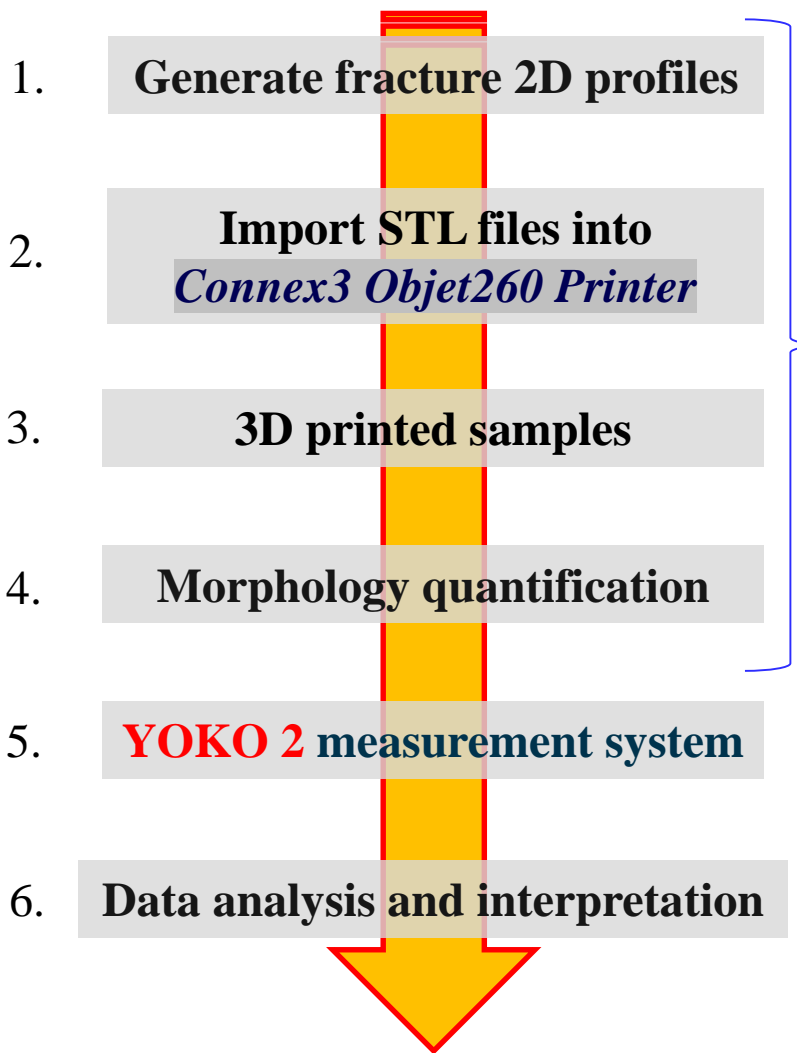 1. Generate fracture 2D profiles
2. Import STL files into
Connex3 Objet260 Printer
3. 3D printed samples
4. Morphology quantification
5. YOKO 2 measurement system
6. Data analysis and interpretation